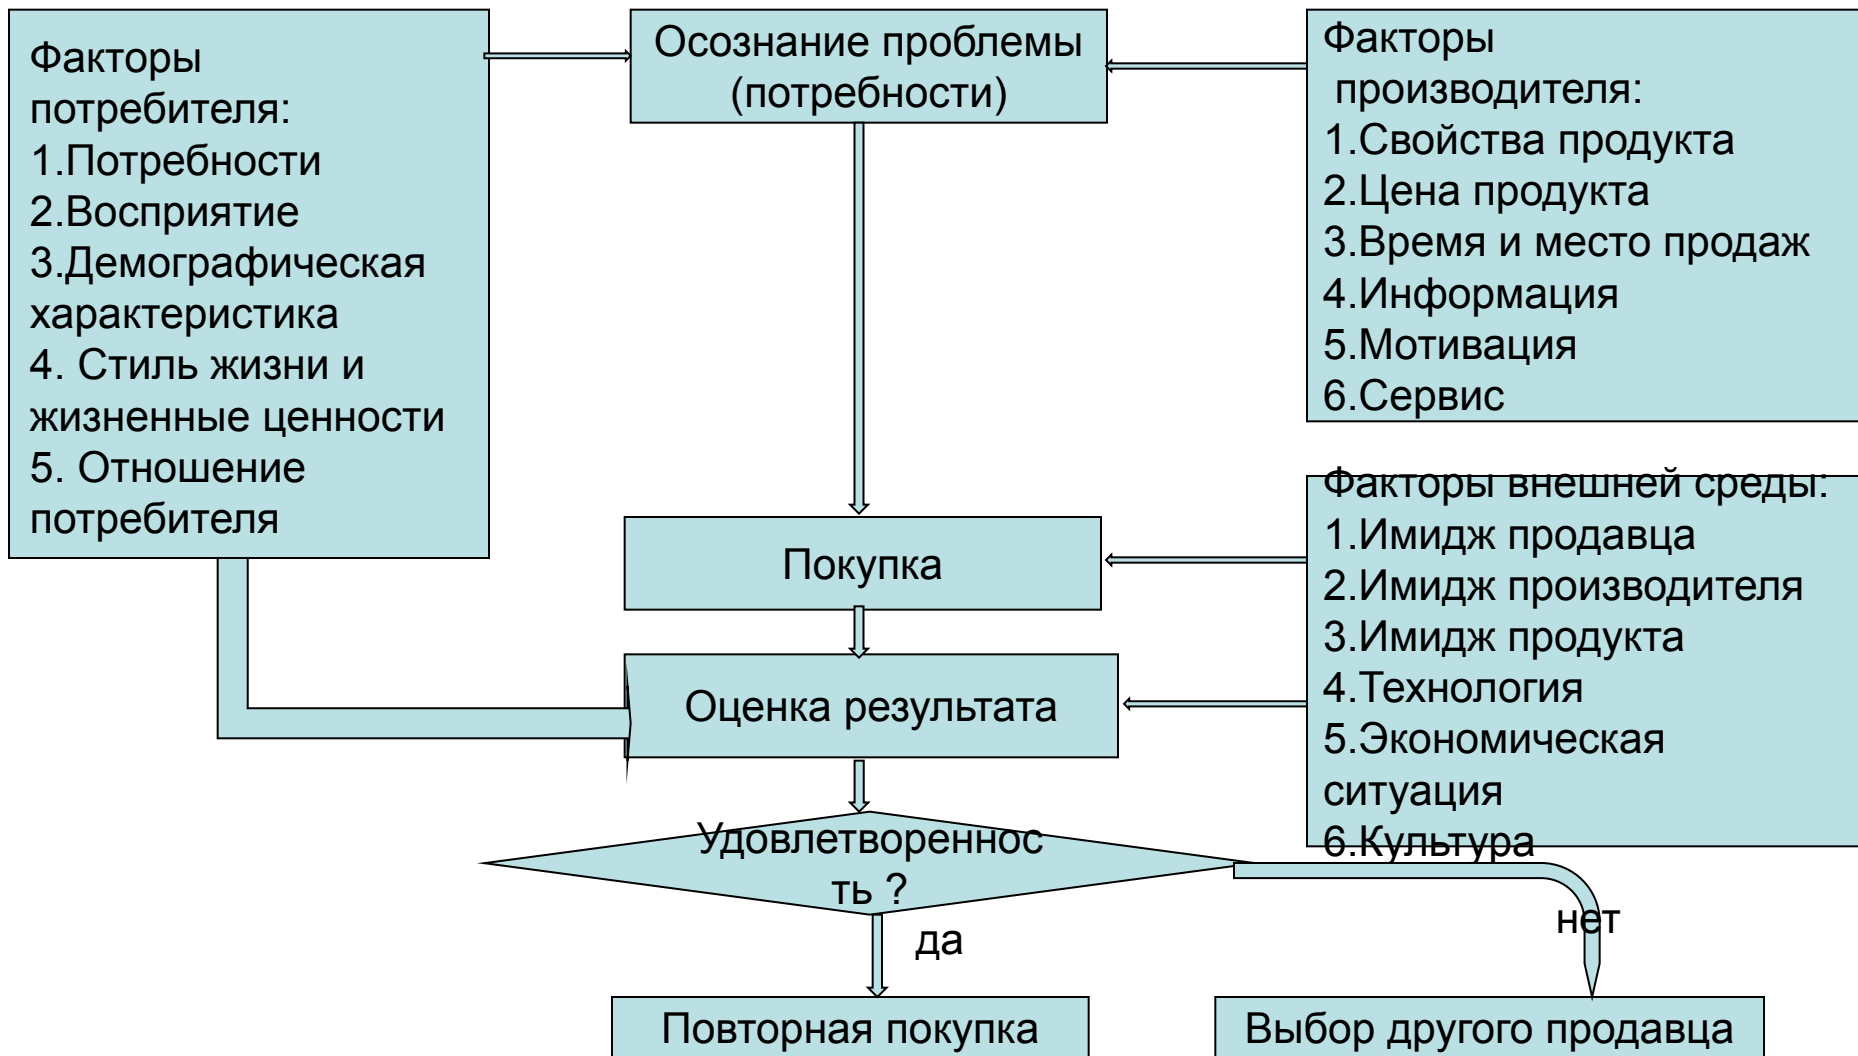 Факторы
потребителя:
1.Потребности
2.Восприятие
3.Демографическая
характеристика
4. Стиль жизни и
жизненные ценности
5. Отношение
потребителя
Осознание проблемы
(потребности)
Факторы
производителя:
1.Свойства продукта
2.Цена продукта
3.Время и место продаж
4.Информация
5.Мотивация
6.Сервис
Покупка
Факторы внешней среды:
1.Имидж продавца
2.Имидж производителя
3.Имидж продукта
4.Технология
5.Экономическая
ситуация
6.Культура
Оценка результата
Удовлетвореннос
ть ?
да
нет
Повторная покупка
Выбор другого продавца